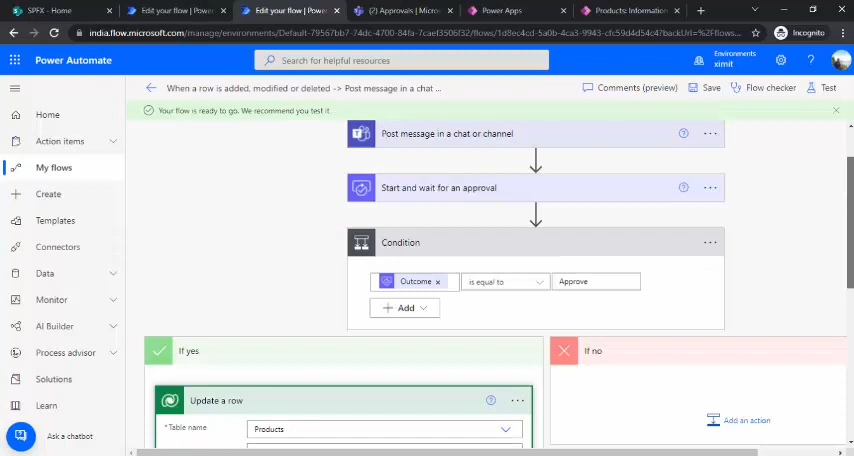 SPFX - Home
Edit your flow | Power
Edit your flow | Power
(2) Approvals | Micros
Power Apps
Products: Information
india.flow.microsoft.com/manage/environments/Default-79567bb7-74dc-4700-84fa-7caef3506f32/flows/1d8ec4cd-5a0b-4ca3-9943-cfc59d4d54c4?backUrl=%2Fflows...
Incognito
Power Automate
Search for helpful resources
Environments
ximit
When a row is added, modified or deleted -> Post message in a chat ...
Comments (preview)
Save
Flow checker
Test
Your flow is ready to go. We recommend you test it
Home
Action items
My flows
Create
Templates
Connectors
Data
Monitor
AI Builder
Process advisor
Solutions
Learn
Ask a chatbot
Post message in a chat or channel
Start and wait for an approval
Condition
Outcome x
is equal to
Approve
Add
If yes
If no
Update a row
Add an action
*Table name
Products